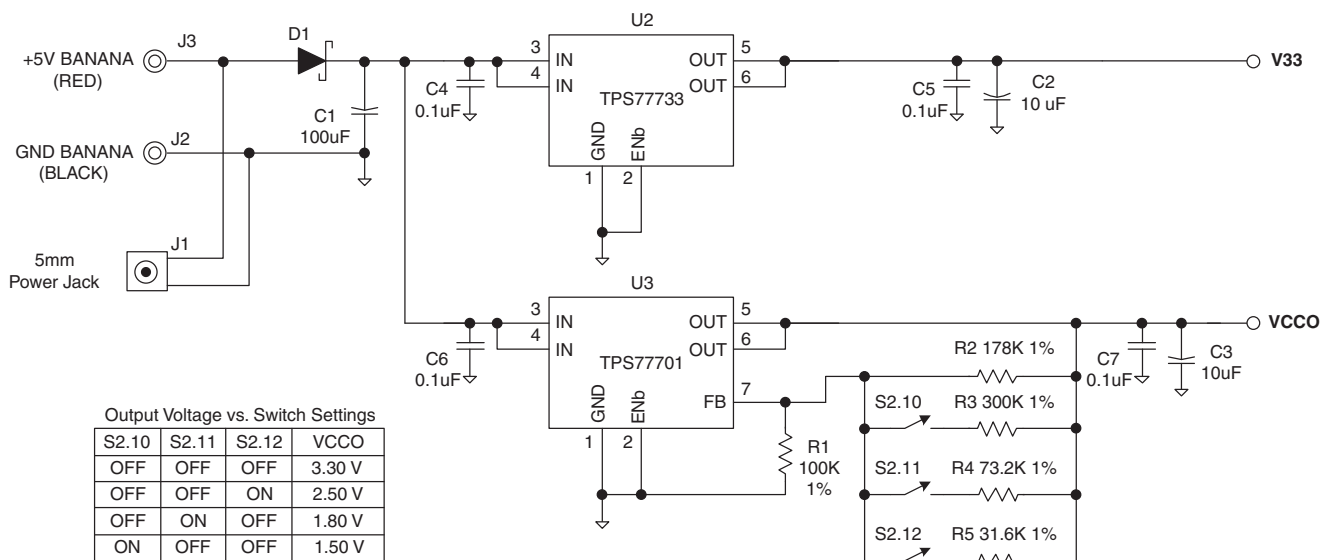 U2
J3
D1
+5V BANANA
(RED)
3
IN
4
IN
OUT
5
OUT
6
V33
TPS77733
C4
0.1uF
C1
100uF
C5
0.1uF
C2
10 uF
GND
ENb
1
2
GND BANANA
(BLACK)
J2
J1
5mm
Power Jack
U3
3
IN
4
IN
OUT
5
OUT
6
VCCO
TPS77701
C6
0.1uF
R2 178K 1%
C7
0.1uF
C3
10uF
FB
7
GND
ENb
1
2
S2.10
R3 300K 1%
R1
100K
1%
S2.11
R4 73.2K 1%
S2.12
R5 31.6K 1%
Output Voltage vs. Switch Settings
S2.10 S2.11 S2.12 VCCO
OFF OFF OFF 3.30 V
OFF OFF ON 2.50 V
OFF ON OFF 1.80 V
ON OFF OFF 1.50 V